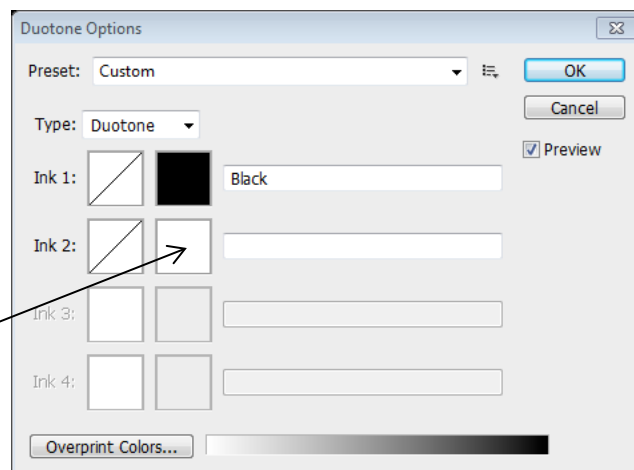 Duotone Options
Preset: Custom
OK
Cancel
Type: Duotone
Preview
Ink 1: Black
Ink 2:
Ink 3:
Ink 4:
Overprint Colors...